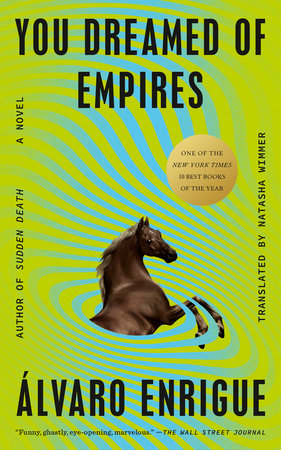 YOU DREAMED OF
EMPIRES
A NOVEL
AUTHOR OF SUDDEN DEATH
ONE OF THE
NEW YORK TIMES
10 BEST BOOKS
OF THE YEAR
TRANSLATED BY NATASHA WIMMER
ÁLVARO ENRIGUE
“Funny, ghastly, eye-opening, marvelous.” —THE WALL STREET JOURNAL